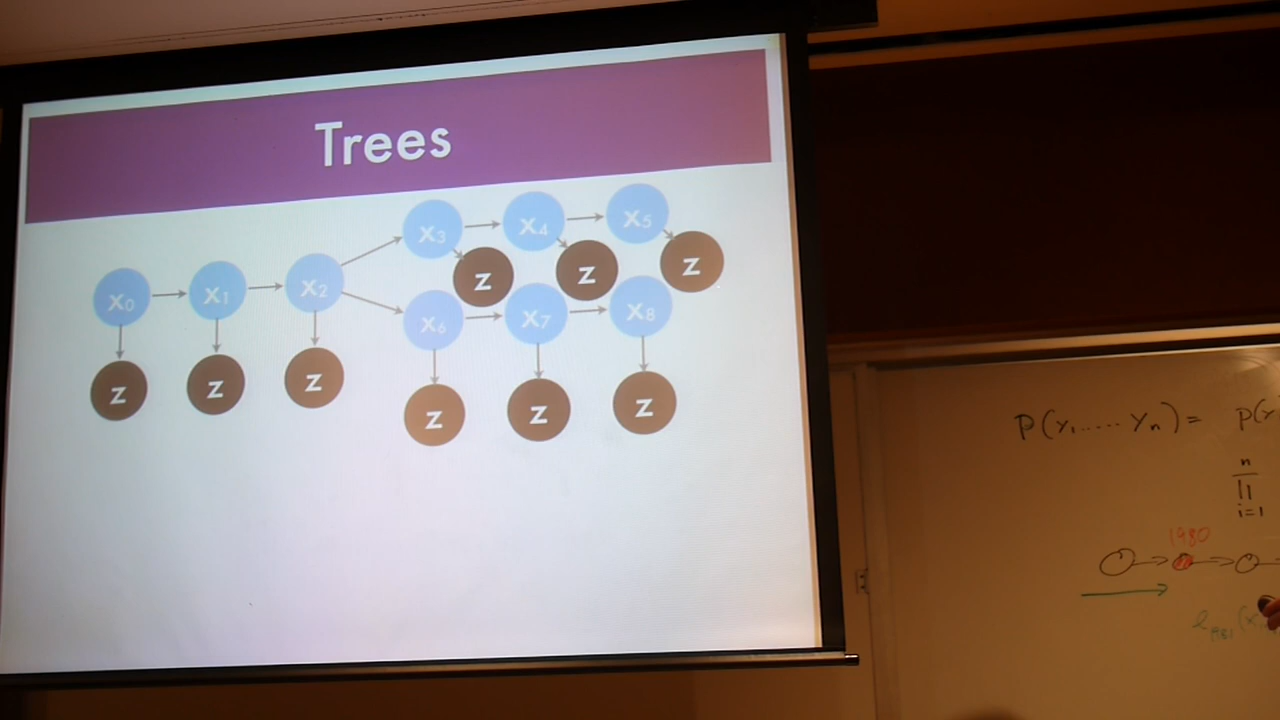 Trees
x₃ x₄ x₅
x₀ x₁ x₂ z z z
x₆ x₇ x₈
z z z z z z
P(y₁..... yₙ) =
n
∏
i=1
1980